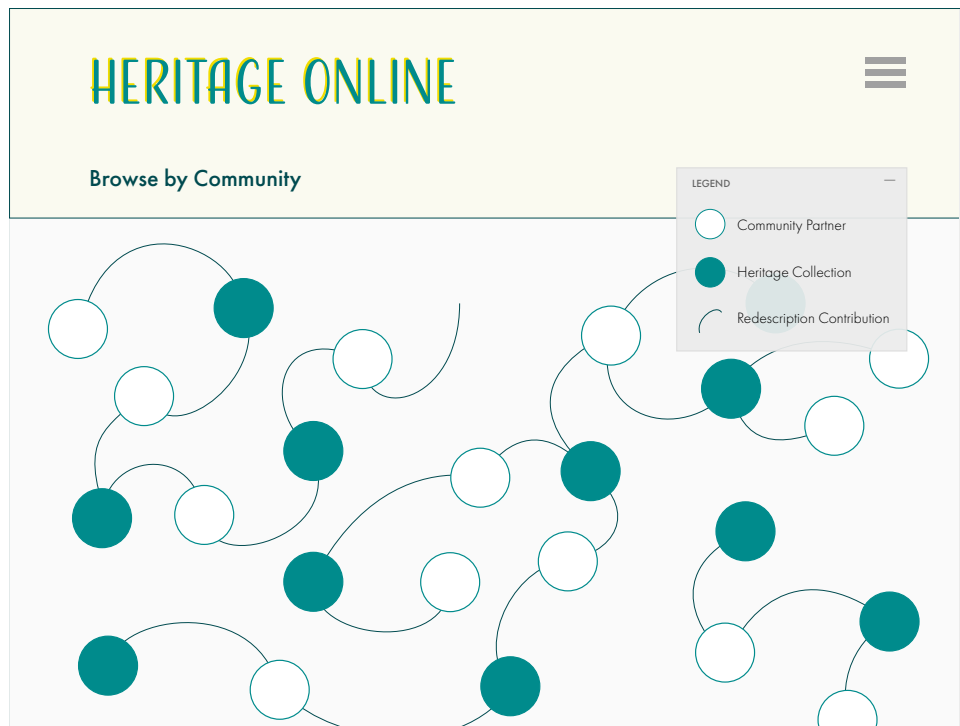 HERITAGE ONLINE
Browse by Community
LEGEND
Community Partner
Heritage Collection
Redescription Contribution